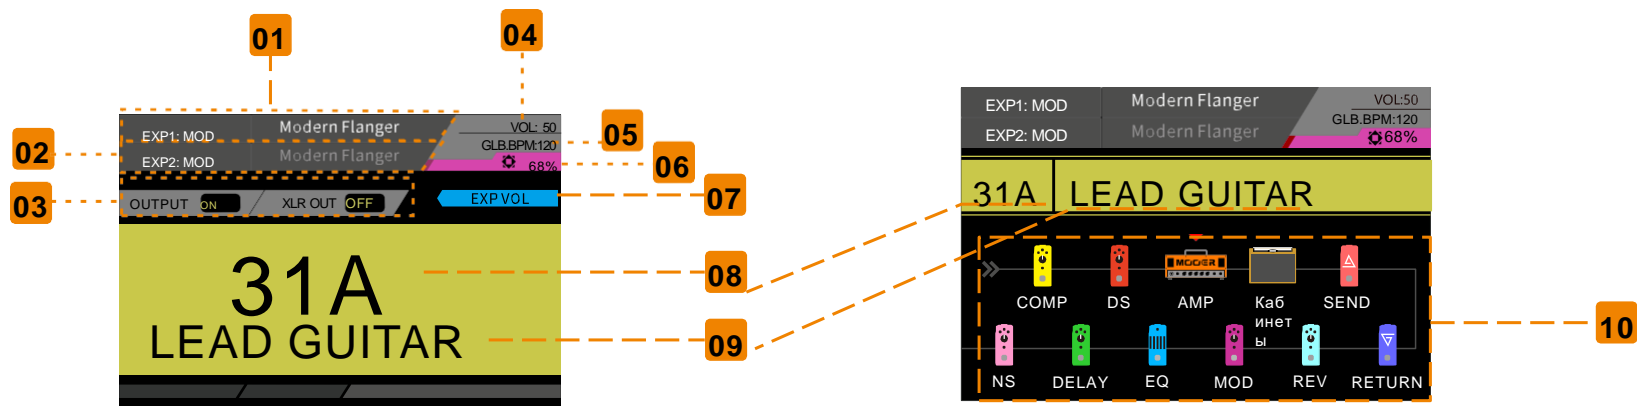 01
04
02
03
05
06
07
08
09
10
EXP1: MOD
Modern Flanger
VOL: 50
GLB.BPM:120
EXP2: MOD
Modern Flanger
68%
OUTPUT ON
XLR OUT OFF
EXP VOL
31A
LEAD GUITAR
EXP1: MOD
Modern Flanger
VOL:50
GLB.BPM:120
EXP2: MOD
Modern Flanger
68%
31A
LEAD GUITAR
MOOER
COMP
DS
AMP
Каб
инет
ы
SEND
NS
DELAY
EQ
MOD
REV
RETURN